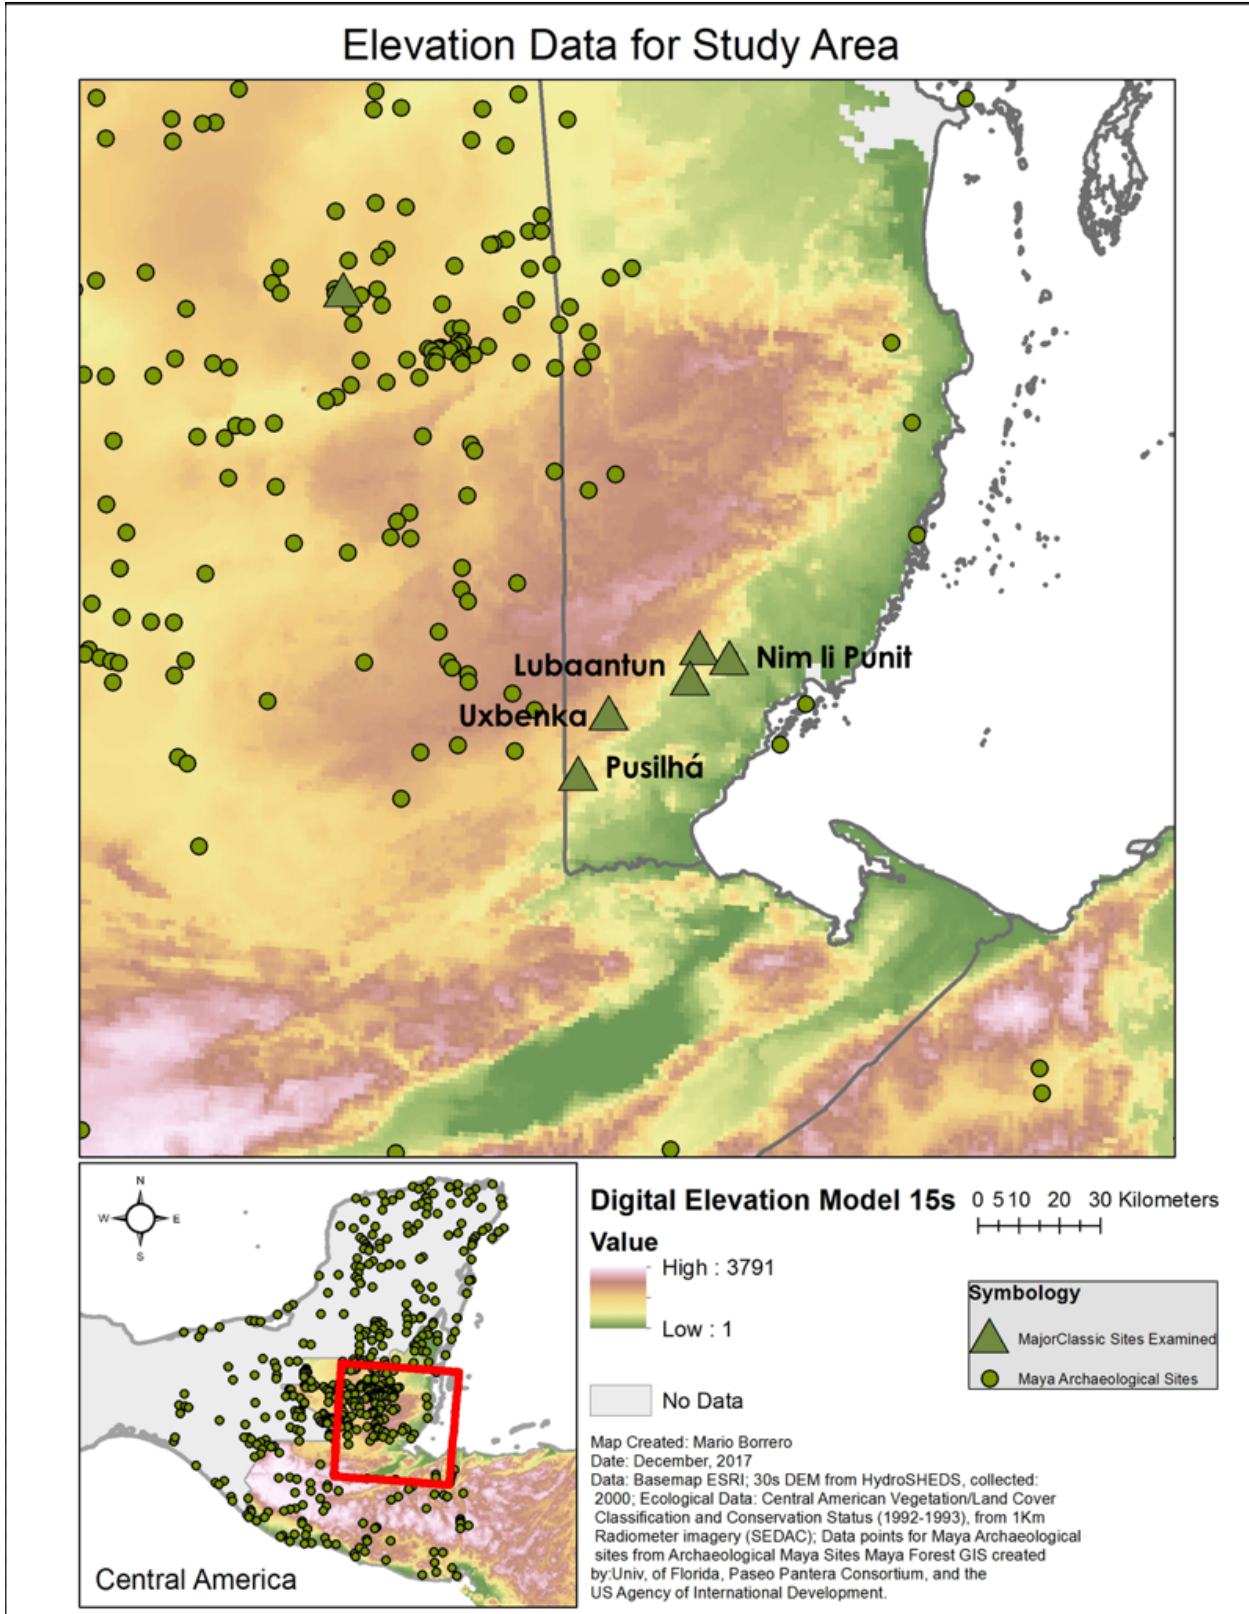 Elevation Data for Study Area
Lubaantun
Nim li Punit
Uxbenka
Pusilhá
N
W
E
S
Central America
Digital Elevation Model 15s
Value
High : 3791
Low : 1
No Data
0 5 10 20 30 Kilometers
Symbology
MajorClassic Sites Examined
Maya Archaeological Sites
Map Created: Mario Borrero
Date: December, 2017
Data: Basemap ESRI; 30s DEM from HydroSHEDS, collected:
2000; Ecological Data: Central American Vegetation/Land Cover
Classification and Conservation Status (1992-1993), from 1Km
Radiometer imagery (SEDAC); Data points for Maya Archaeological
sites from Archaeological Maya Sites Maya Forest GIS created
by:Univ, of Florida, Paseo Pantera Consortium, and the
US Agency of International Development.